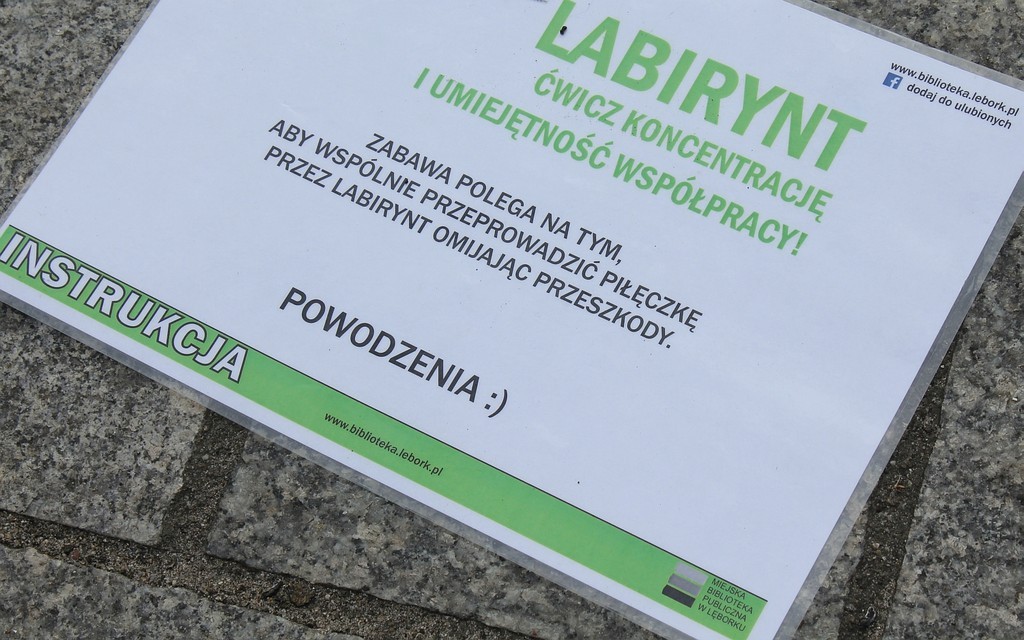 LABIRYNT
ĆWICZ KONCENTRACJĘ
I UMIEJĘTNOŚĆ WSPÓŁPRACY!
www.biblioteka.lebork.pl
f dodaj do ulubionych
ZABAWA POLEGA NA TYM,
ABY WSPÓLNIE PRZEPROWADZIĆ PIŁĘCZKĘ
PRZEZ LABIRYNT OMIJAJĄC PRZESZKODY.
POWODZENIA :)
INSTRUKCJA
www.biblioteka.lebork.pl
MIEJSKA
BIBLIOTEKA
PUBLICZNA
W LĘBORKU